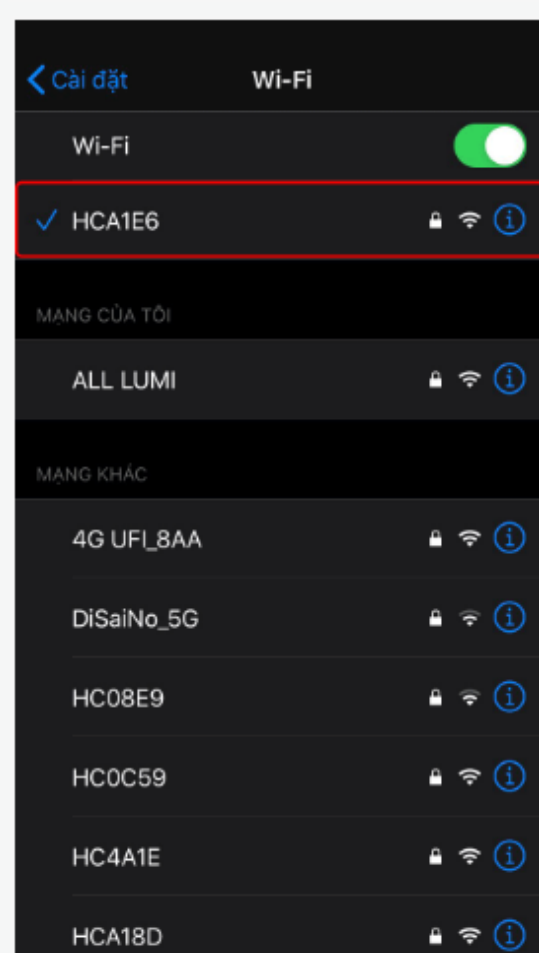 Cài đặt Wi-Fi
Wi-Fi
HCA1E6
MẠNG CỦA TÔI
ALL LUMI
MẠNG KHÁC
4G UFI_8AA
DiSaiNo_5G
HC08E9
HC0C59
HC4A1E
HCA18D